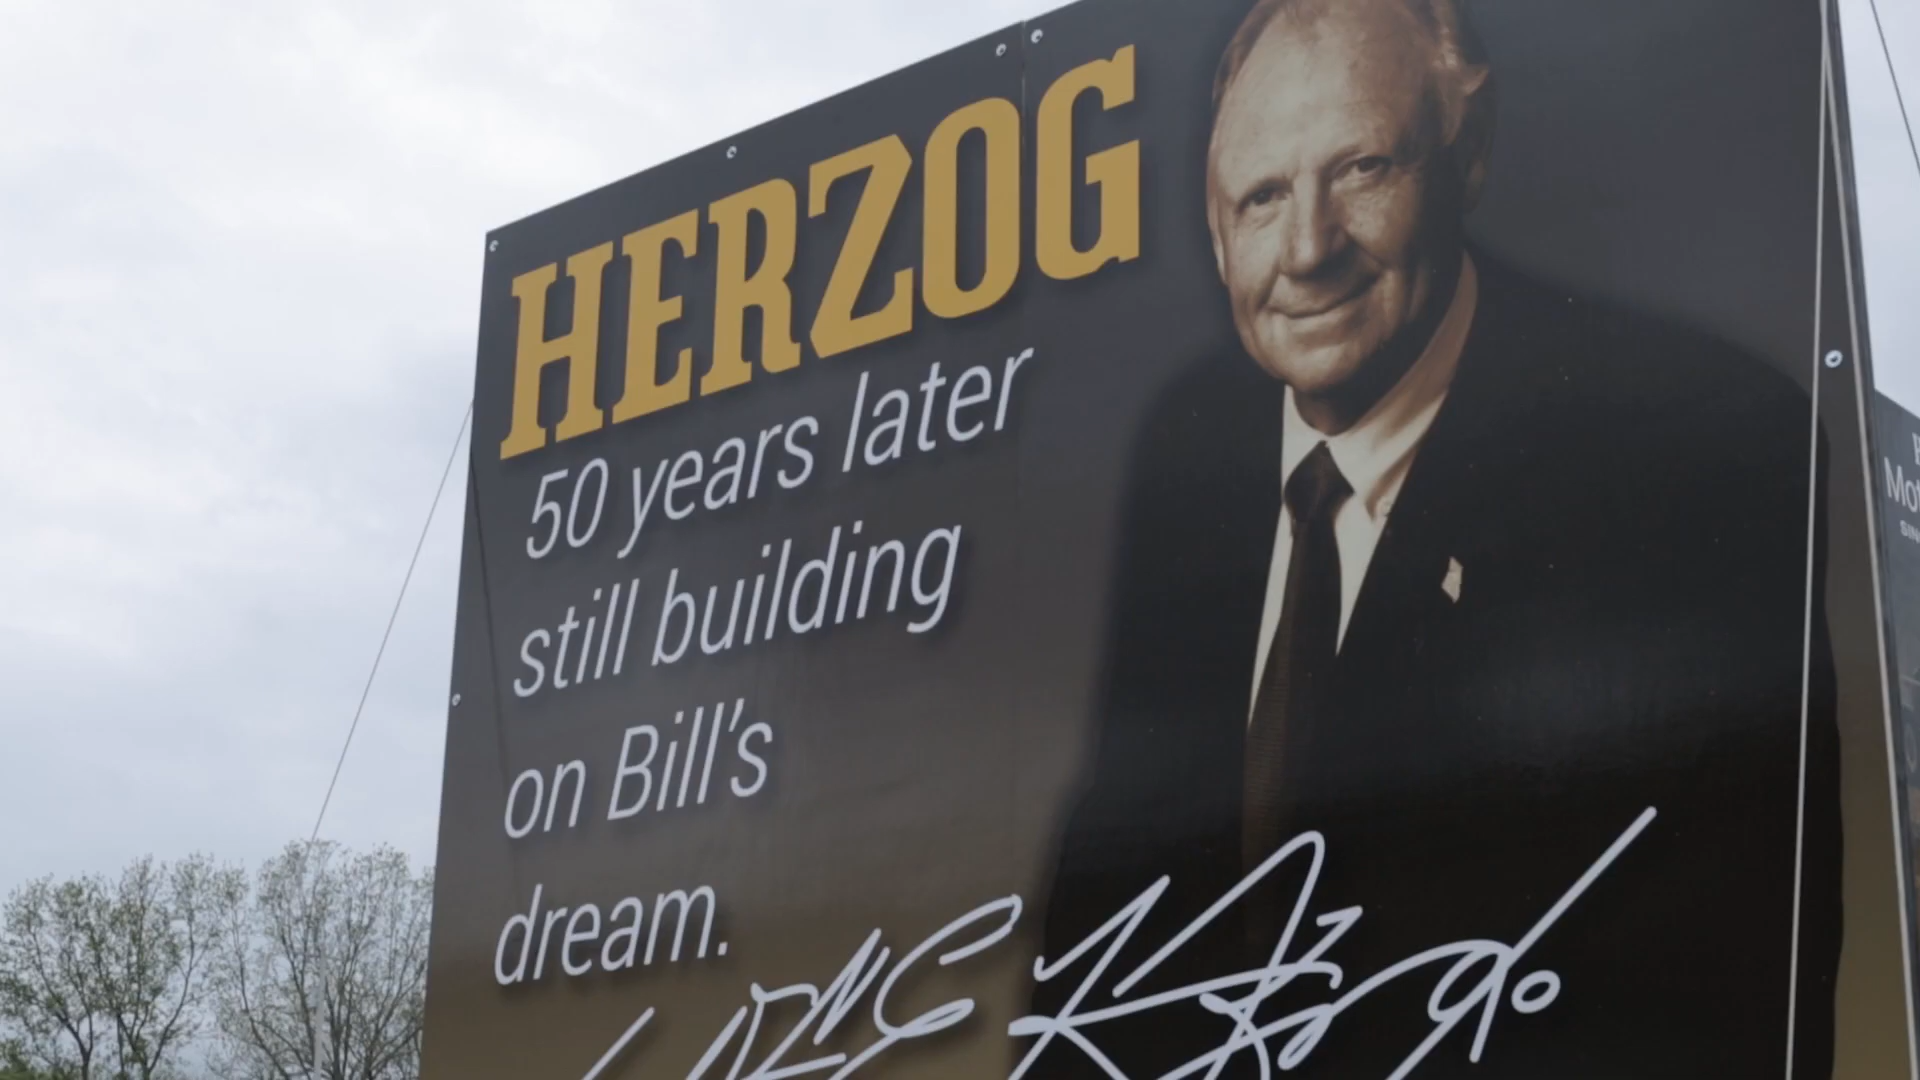 HERZOG
50 years later
still building
on Bill's
dream.